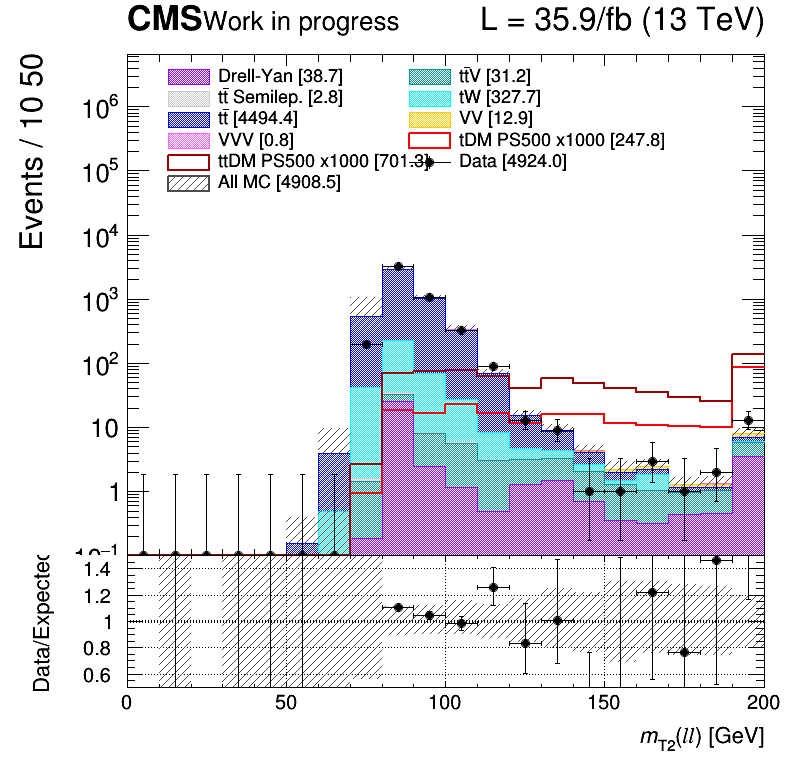 CMS Work in progress L = 35.9/fb (13 TeV)
Events / 10 50
Drell-Yan [38.7] tt̄V [31.2]
tt̄ Semilep. [2.8] tW [327.7]
tt̄ [4494.4] VV [12.9]
VVV [0.8] tDM PS500 x1000 [247.8]
ttDM PS500 x1000 [701.3] Data [4924.0]
All MC [4908.5]
10⁶
10⁵
10⁴
10³
10²
10
1
10⁻¹
Data/Expected
1.4
1.2
1
0.8
0.6
0 50 100 150 200
m_T2(ll) [GeV]